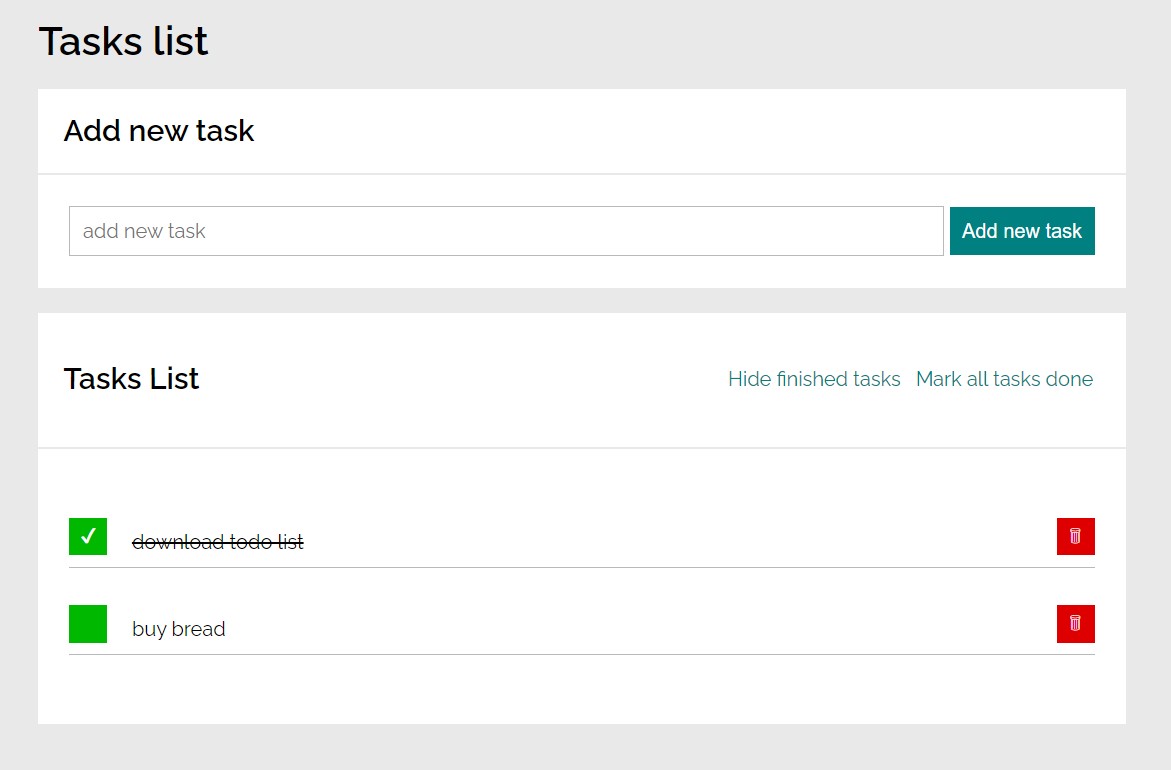 Tasks list
Add new task
add new task
Add new task
Tasks List
Hide finished tasks
Mark all tasks done
download todo list
buy bread